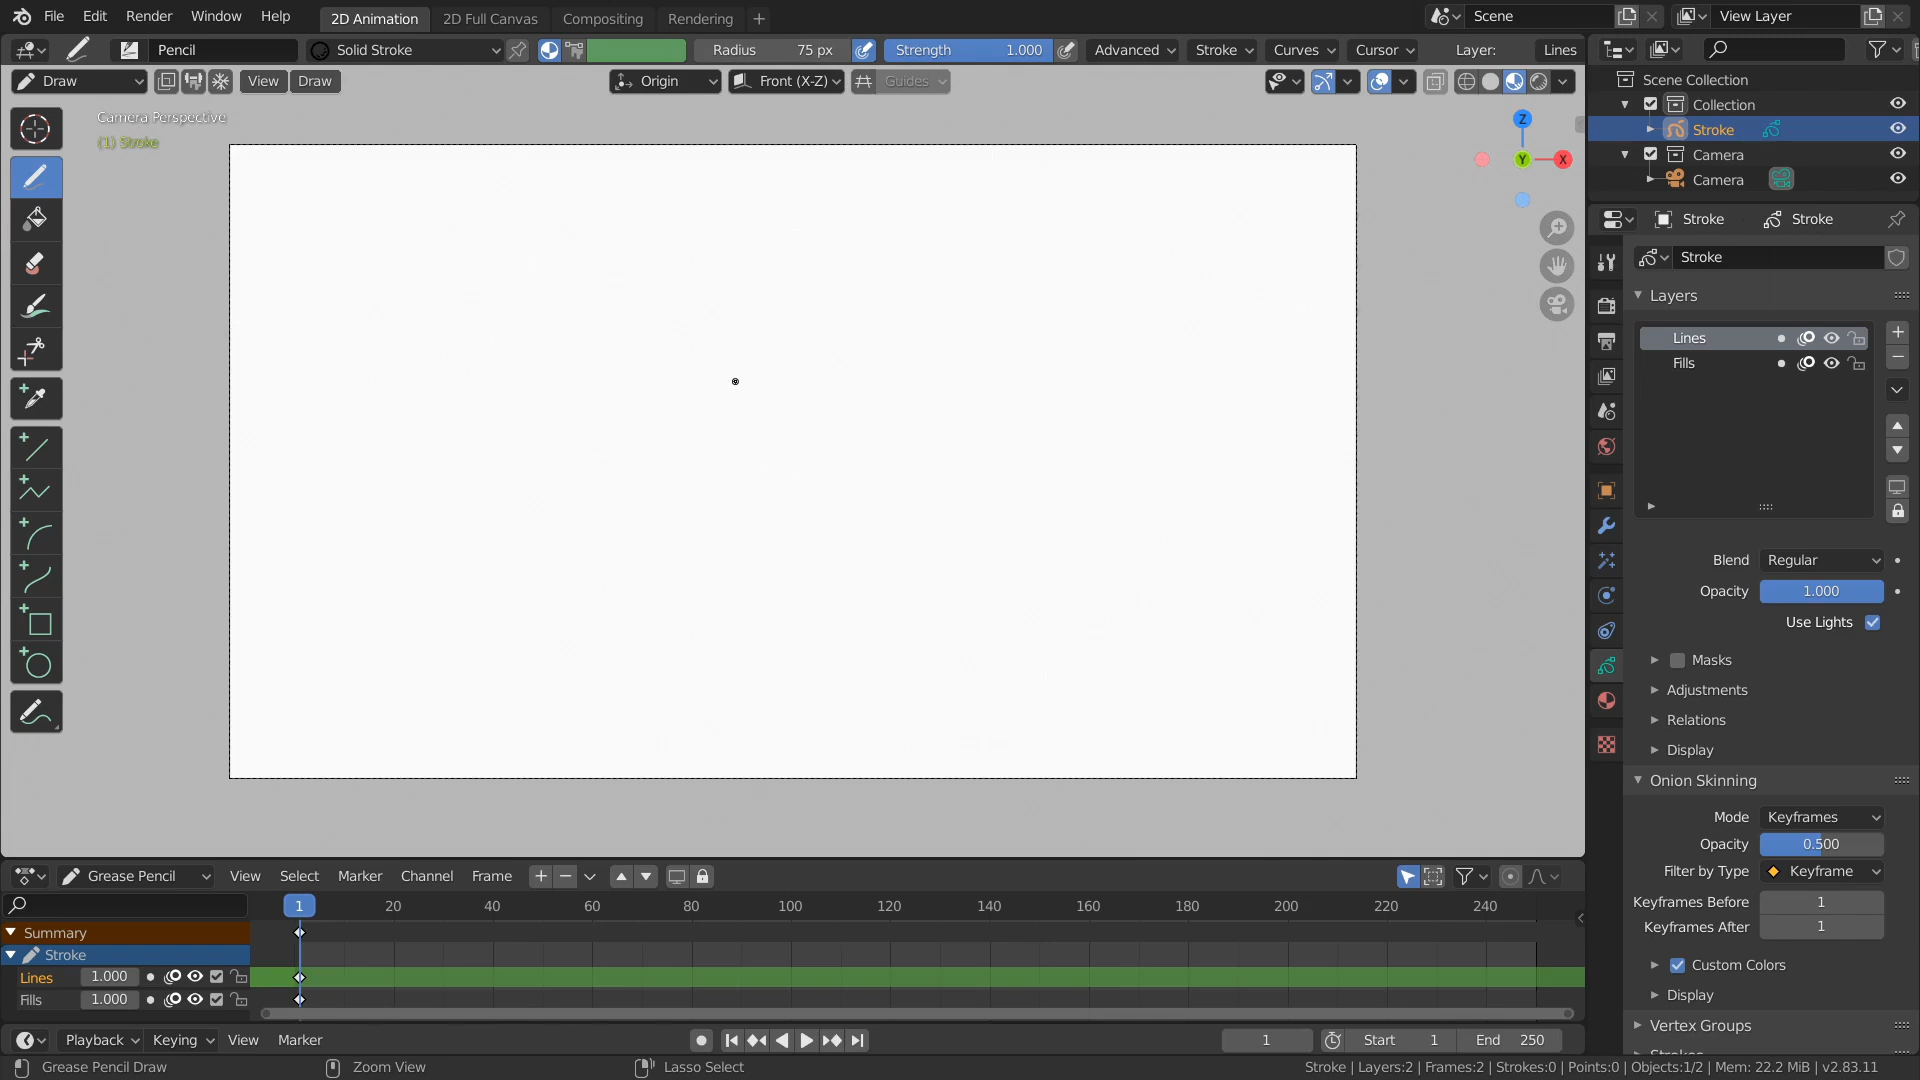 File Edit Render Window Help 2D Animation 2D Full Canvas Compositing Rendering + Scene View Layer
Pencil Solid Stroke Radius 75 px Strength 1.000 Advanced Stroke Curves Cursor Layer: Lines
Draw View Draw Origin Front (X-Z) Guides
Camera Perspective
(1) Stroke
Z
Y X
Scene Collection
Collection
Stroke
Camera
Camera
Stroke Stroke
Stroke
Layers
Lines
Fills
Blend Regular
Opacity 1.000
Use Lights
Masks
Adjustments
Relations
Display
Onion Skinning
Mode Keyframes
Opacity 0.500
Filter by Type Keyframe
Keyframes Before 1
Keyframes After 1
Custom Colors
Display
Vertex Groups
Strokes
Grease Pencil View Select Marker Channel Frame
1 20 40 60 80 100 120 140 160 180 200 220 240
Summary
Stroke
Lines 1.000
Fills 1.000
Playback Keying View Marker 1 Start 1 End 250
Grease Pencil Draw Zoom View Lasso Select Stroke | Layers:2 | Frames:2 | Strokes:0 | Points:0 | Objects:1/2 | Mem: 22.2 MiB | v2.83.11